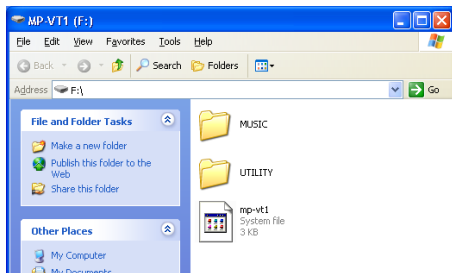 MP-VT1 (F:)
File Edit View Favorites Tools Help
Back Search Folders
Address F:\ Go
File and Folder Tasks
Make a new folder
Publish this folder to the
Web
Share this folder
Other Places
My Computer
My Documents
MUSIC
UTILITY
mp-vt1
System file
3 KB